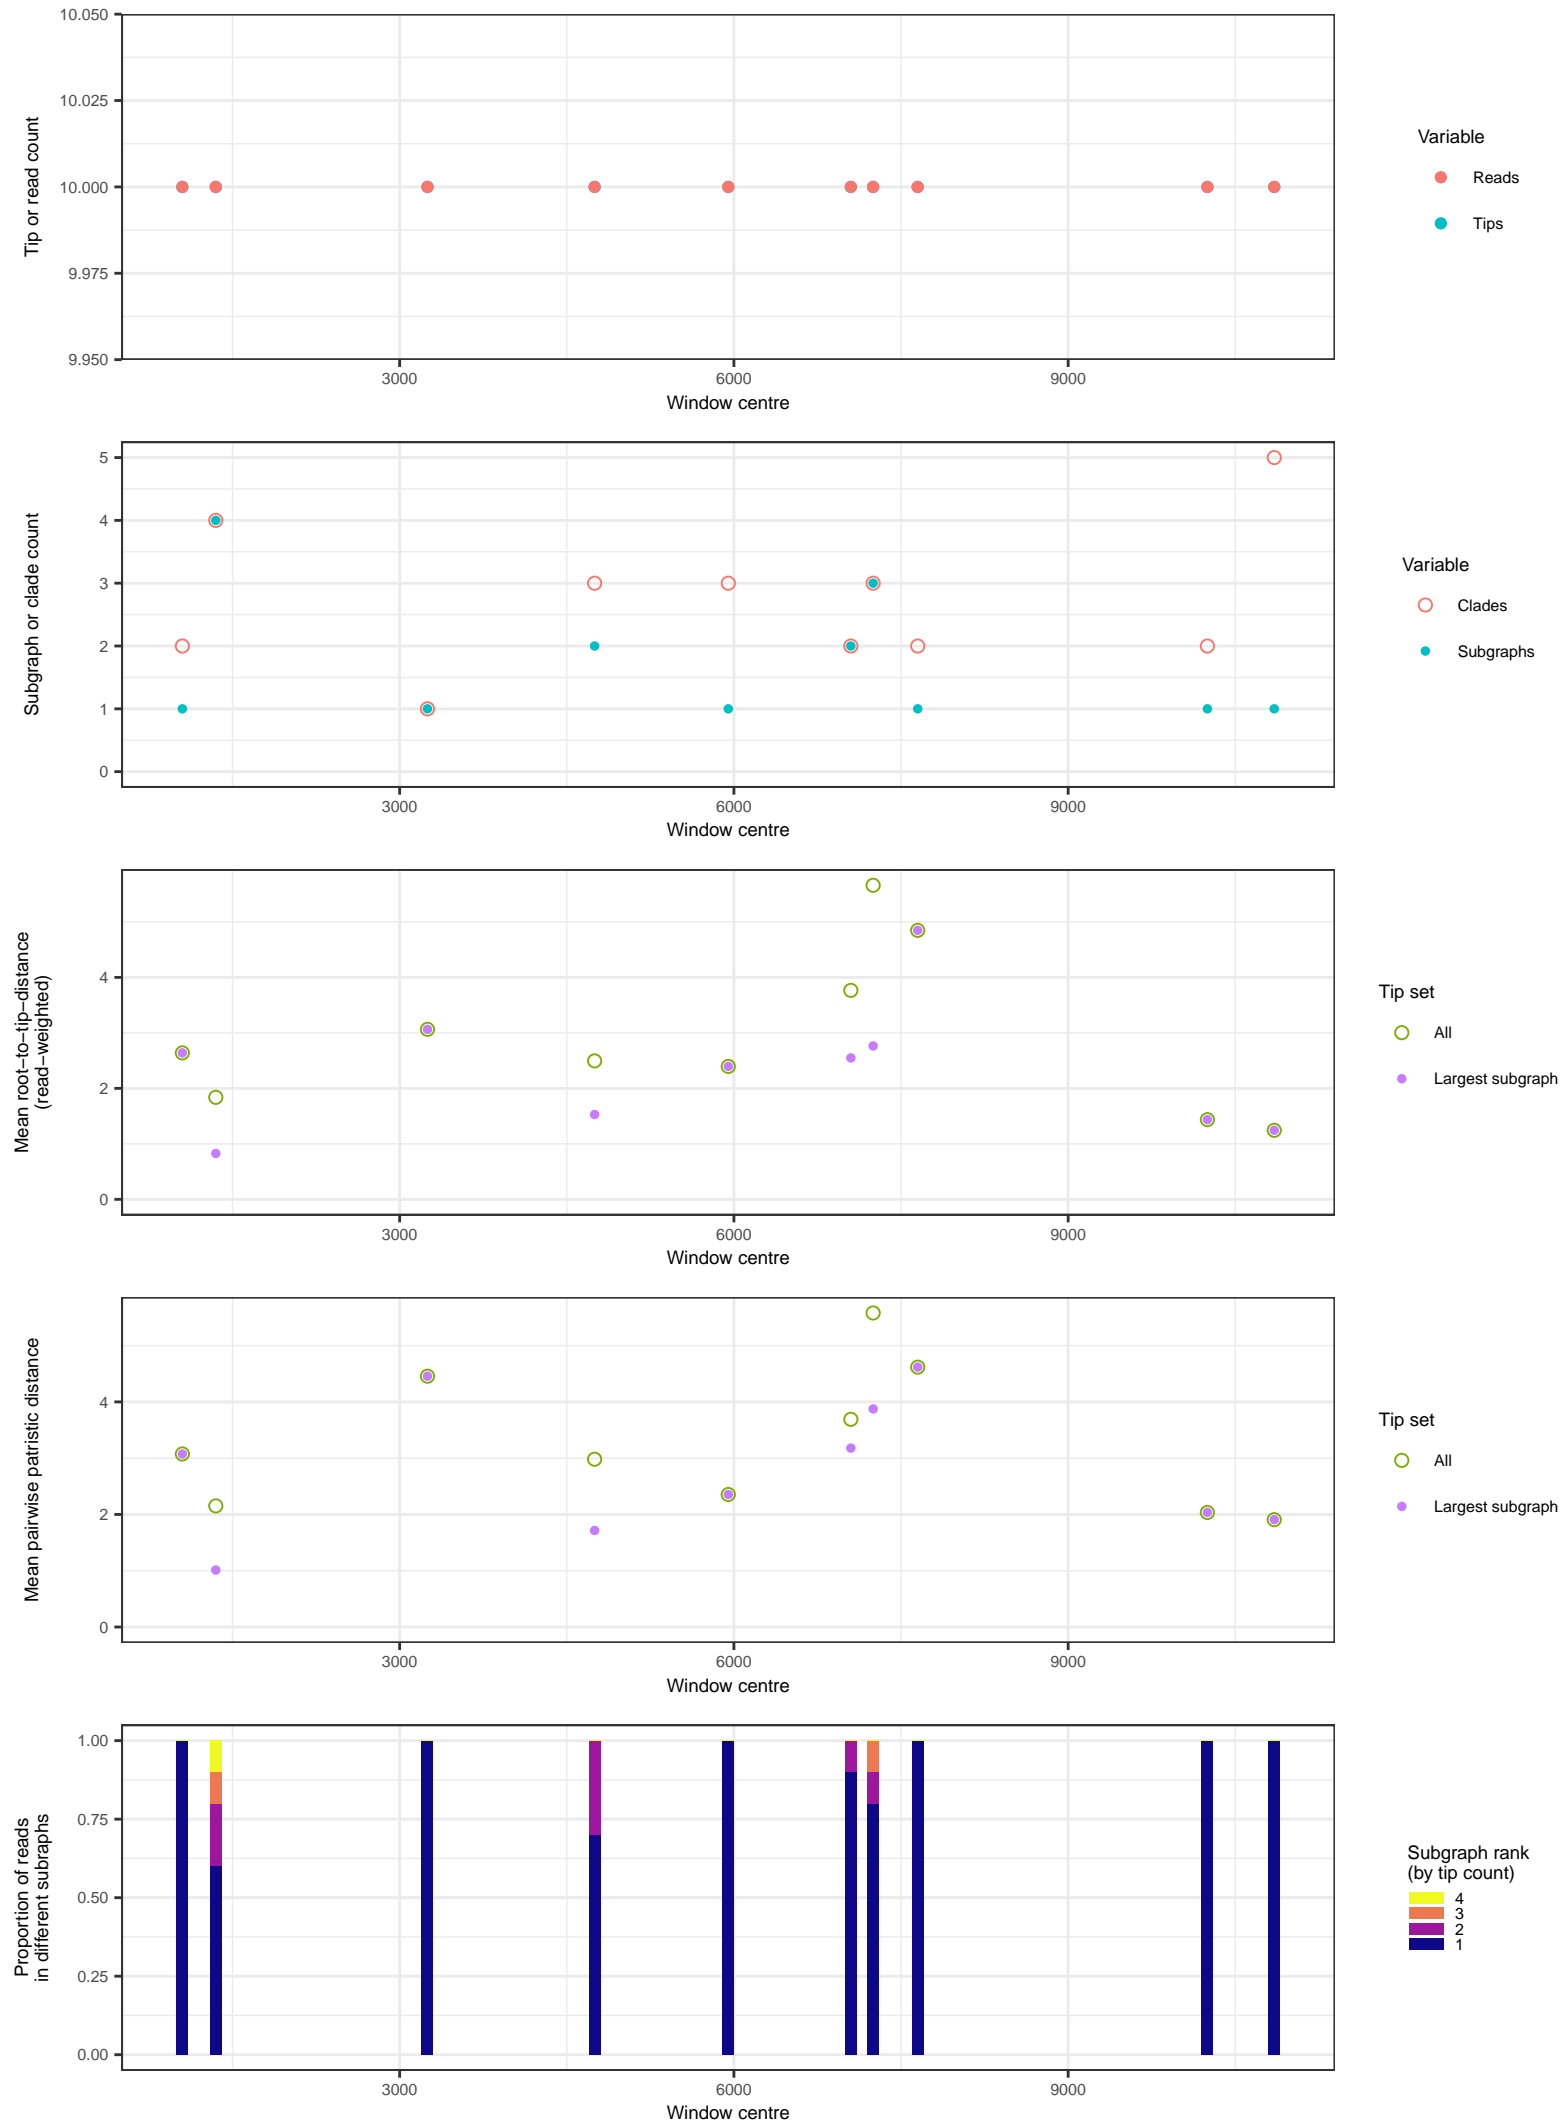 10.050
10.025
10.000
9.975
9.950
Tip or read count
3000
6000
9000
Window centre
Variable
Reads
Tips
5
4
3
2
1
0
Subgraph or clade count
3000
6000
9000
Window centre
Variable
Clades
Subgraphs
4
2
0
Mean root−to−tip−distance
(read−weighted)
3000
6000
9000
Window centre
Tip set
All
Largest subgraph
4
2
0
Mean pairwise patristic distance
3000
6000
9000
Window centre
Tip set
All
Largest subgraph
1.00
0.75
0.50
0.25
0.00
Proportion of reads
in different subraphs
3000
6000
9000
Window centre
Subgraph rank
(by tip count)
4
3
2
1